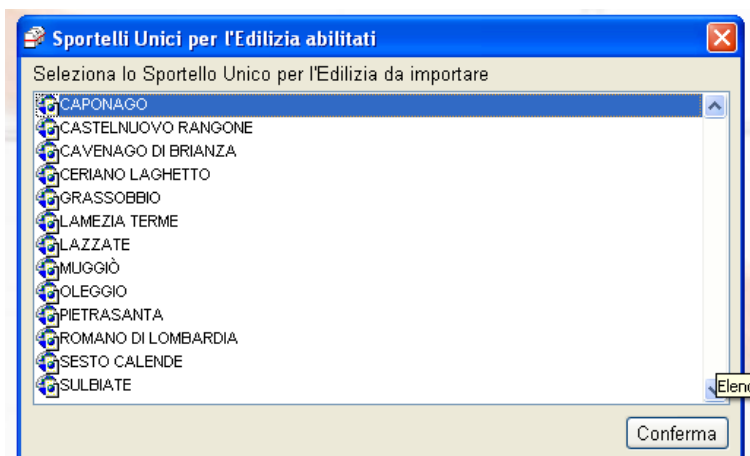 Sportelli Unici per l'Edilizia abilitati
Seleziona lo Sportello Unico per l'Edilizia da importare
CAPONAGO
CASTELNUOVO RANGONE
CAVENAGO DI BRIANZA
CERIANO LAGHETTO
GRASSOBBIO
LAMEZIA TERME
LAZZATE
MUGGIÒ
OLEGGIO
PIETRASANTA
ROMANO DI LOMBARDIA
SESTO CALENDE
SULBIATE
Conferma